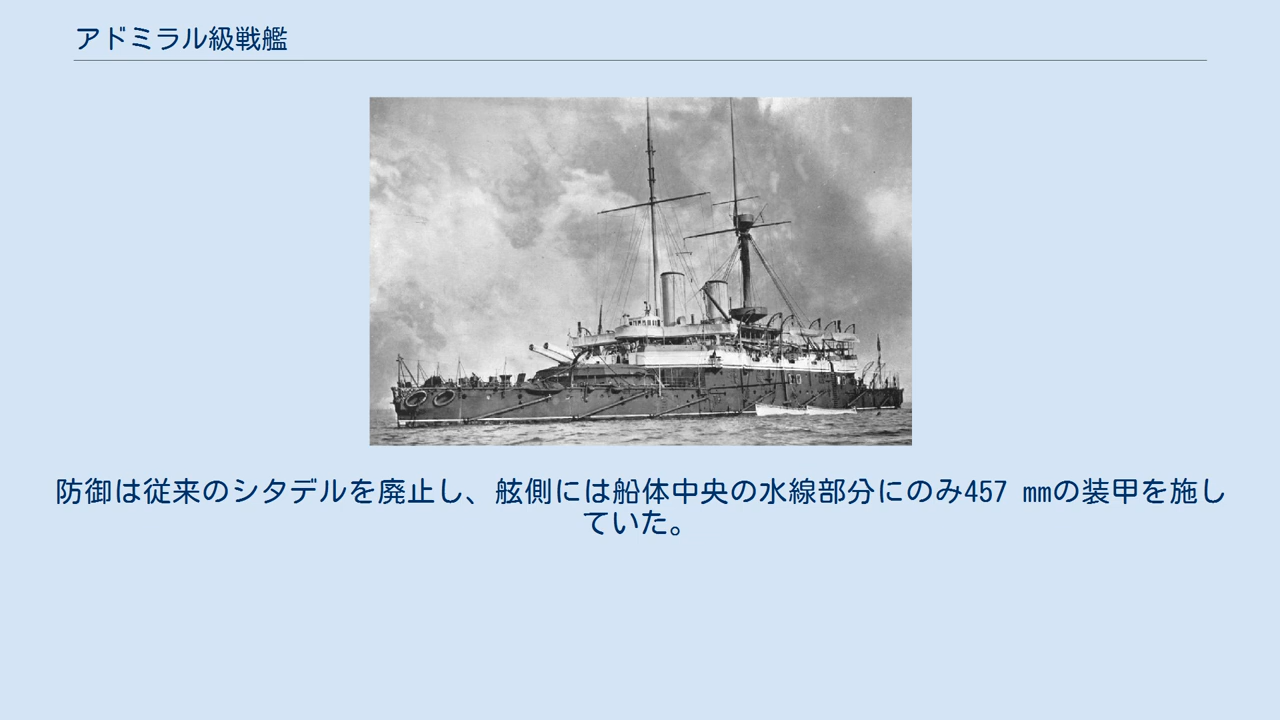 アドミラル級戦艦
防御は従来のシタデルを廃止し、舷側には船体中央の水線部分にのみ457 mmの装甲を施し
ていた。